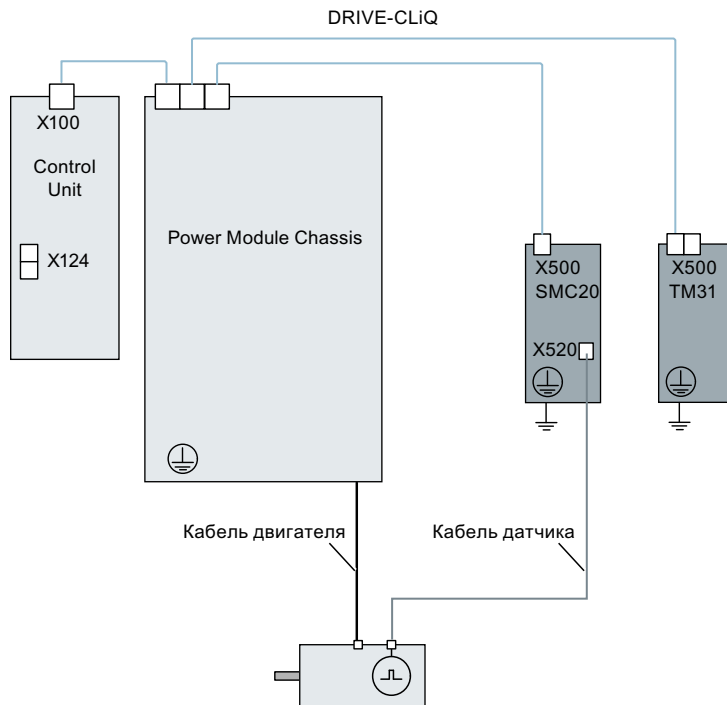 DRIVE-CLiQ
X100
Control
Unit
X124
Power Module Chassis
X500
SMC20
X520
X500
TM31
Кабель двигателя
Кабель датчика